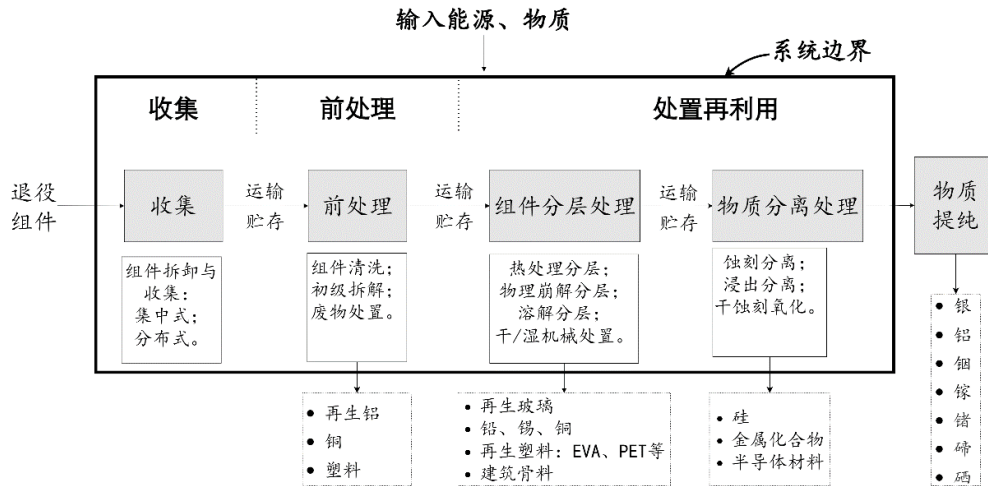 输入能源、物质
系统边界
收集
前处理
处置再利用
退役
组件
收集
运输
贮存
前处理
运输
贮存
组件分层处理
运输
贮存
物质分离处理
物质
提纯
组件拆卸与
收集：
集中式；
分布式。
组件清洗；
初级拆解；
废物处置。
热处理分层；
物理崩解分层；
溶解分层；
干/湿机械处置。
蚀刻分离；
浸出分离；
干蚀刻氧化。
• 再生铝
• 铜
• 塑料
• 再生玻璃
• 铅、锡、铜
• 再生塑料：EVA、PET等
• 建筑骨料
• 硅
• 金属化合物
• 半导体材料
• 银
• 铝
• 铟
• 镓
• 锗
• 碲
• 硒